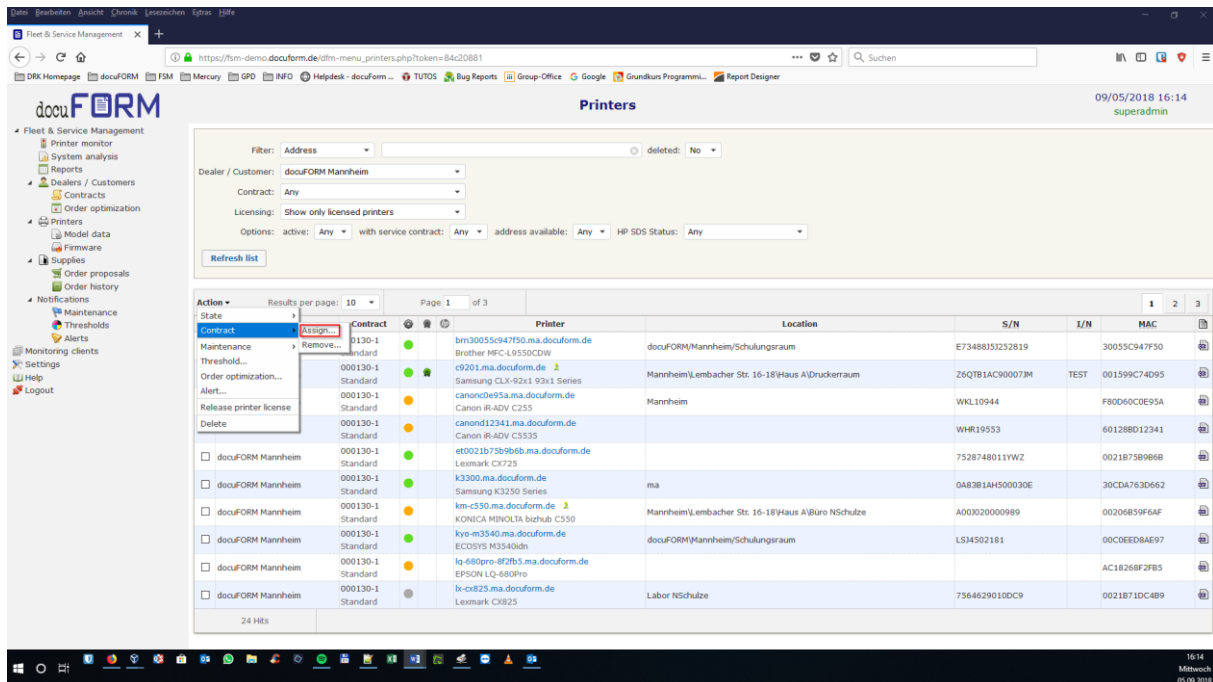 Datei Bearbeiten Ansicht Chronik Lesezeichen Extras Hilfe
Fleet & Service Management
https://fsm-demo.docuform.de/dfm-menu_printers.php?token=84c20881
Suchen
DRK Homepage docuFORM FSM Mercury GPD INFO Helpdesk - docuForm ... TUTOS Bug Reports Group-Office Google Grundkurs Programmi... Report Designer
docuFORM
Printers
09/05/2018 16:14
superadmin
Fleet & Service Management
Printer monitor
System analysis
Reports
Dealers / Customers
Contracts
Order optimization
Printers
Model data
Firmware
Supplies
Order proposals
Order history
Notifications
Maintenance
Thresholds
Alerts
Monitoring clients
Settings
Help
Logout
Filter: Address deleted: No
Dealer / Customer: docuFORM Mannheim
Contract: Any
Licensing: Show only licensed printers
Options: active: Any with service contract: Any address available: Any HP SDS Status: Any
Refresh list
Action Results per page: 10 Page 1 of 3 1 2 3
State
Contract
Maintenance
Threshold...
Order optimization...
Alert...
Release printer license
Delete
Assign...
Remove...
Contract Printer Location S/N I/N MAC
0130-1 brn30055c947f50.ma.docuform.de docuFORM/Mannheim/Schulungsraum E73488J5J252819 30055C947F50
ndard Brother MFC-L9550CDW
000130-1 c9201.ma.docuform.de Mannheim\Lembacher Str. 16-18\Haus A\Druckerraum Z6QTB1AC90007JM TEST 001599C74D95
Standard Samsung CLX-92x1 93x1 Series
000130-1 canonc0e95a.ma.docuform.de Mannheim WKL10944 F80D60C0E95A
Standard Canon iR-ADV C255
000130-1 canond12341.ma.docuform.de WHR19553 60128BD12341
Standard Canon iR-ADV C5535
docuFORM Mannheim 000130-1 et0021b75b9b6b.ma.docuform.de 7528748011YWZ 0021B75B9B6B
Standard Lexmark CX725
docuFORM Mannheim 000130-1 k3300.ma.docuform.de ma 0A83B1AH500030E 30CDA763D662
Standard Samsung K3250 Series
docuFORM Mannheim 000130-1 km-c550.ma.docuform.de Mannheim\Lembacher Str. 16-18\Haus A\Büro NSchulze A00J020000989 00206B59F6AF
Standard KONICA MINOLTA bizhub C550
docuFORM Mannheim 000130-1 kyo-m3540.ma.docuform.de docuFORM\Mannheim/Schulungsraum LSJ4502181 00C0EED8AE97
Standard ECOSYS M3540idn
docuFORM Mannheim 000130-1 lq-680pro-8f2fb5.ma.docuform.de AC18268F2FB5
Standard EPSON LQ-680Pro
docuFORM Mannheim 000130-1 lx-cx825.ma.docuform.de Labor NSchulze 7564629010DC9 0021B71DC4B9
Standard Lexmark CX825
24 Hits
16:14
Mittwoch
05.09.2018